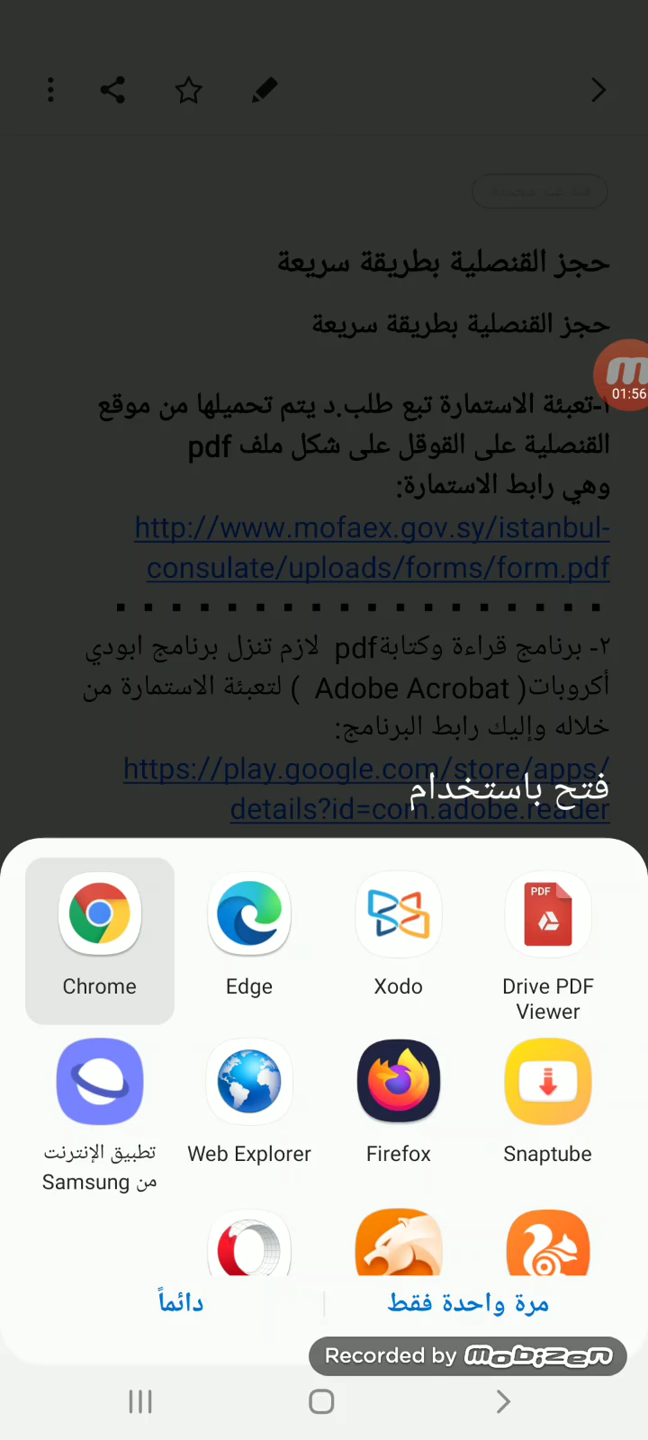 حجز القنصلية بطريقة سريعة
حجز القنصلية بطريقة سريعة
01:56
١-تعبئة الاستمارة تبع طلب.د يتم تحميلها من موقع
القنصلية على القوقل على شكل ملف pdf
وهي رابط الاستمارة:
http://www.mofaex.gov.sy/istanbul-
consulate/uploads/forms/form.pdf
٢- برنامج قراءة وكتابةpdf لازم تنزل برنامج ابودي
أكروبات( Adobe Acrobat ) لتعبئة الاستمارة من
خلاله وإليك رابط البرنامج:
https://play.google.com/store/apps/
details?id=com.adobe.reader
فتح باستخدام
PDF
Chrome
Edge
Xodo
Drive PDF
Viewer
تطبيق الإنترنت
من Samsung
Web Explorer
Firefox
Snaptube
مرة واحدة فقط
دائماً
Recorded by mobizen